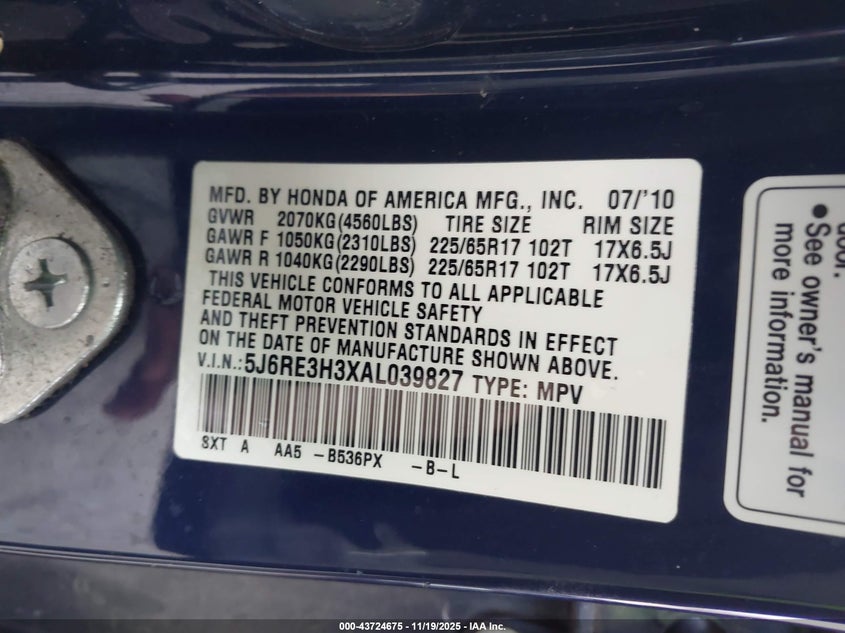 MFD. BY HONDA OF AMERICA MFG., INC. 07/'10
GVWR 2070KG(4560LBS) TIRE SIZE RIM SIZE
GAWR F 1050KG(2310LBS) 225/65R17 102T 17X6.5J
GAWR R 1040KG(2290LBS) 225/65R17 102T 17X6.5J
THIS VEHICLE CONFORMS TO ALL APPLICABLE
FEDERAL MOTOR VEHICLE SAFETY
AND THEFT PREVENTION STANDARDS IN EFFECT
ON THE DATE OF MANUFACTURE SHOWN ABOVE.
V.I.N.:5J6RE3H3XAL039827 TYPE: MPV
SXT A AA5 -B536PX -B-L
door.
• See owner's manual for
more information.
000-43724675 - 11/19/2025 - IAA Inc.